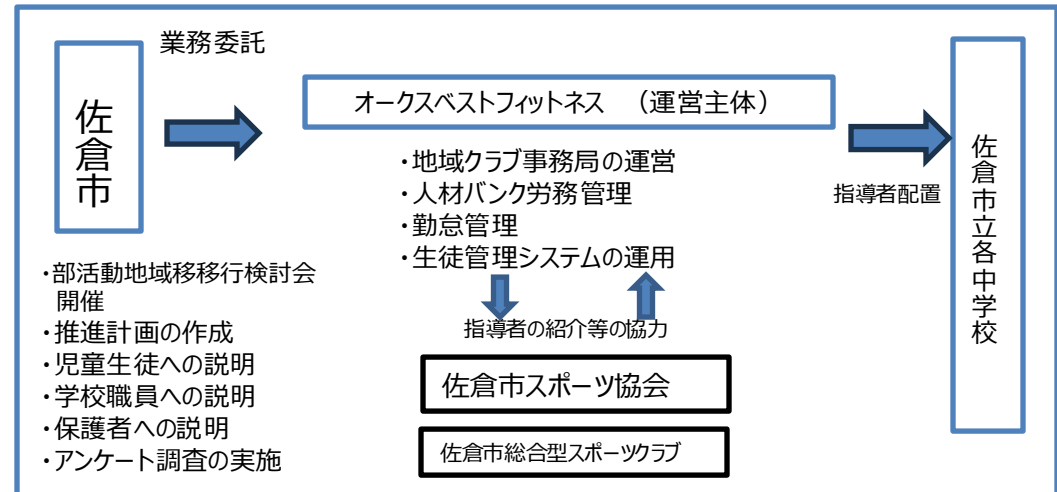 業務委託
佐倉市
・部活動地域移移行検討会
開催
・推進計画の作成
・児童生徒への説明
・学校職員への説明
・保護者への説明
・アンケート調査の実施
オークスベストフィットネス （運営主体）
・地域クラブ事務局の運営
・人材バンク労務管理
・勤怠管理
・生徒管理システムの運用
指導者の紹介等の協力
佐倉市スポーツ協会
佐倉市総合型スポーツクラブ
指導者配置
佐倉市立各中学校